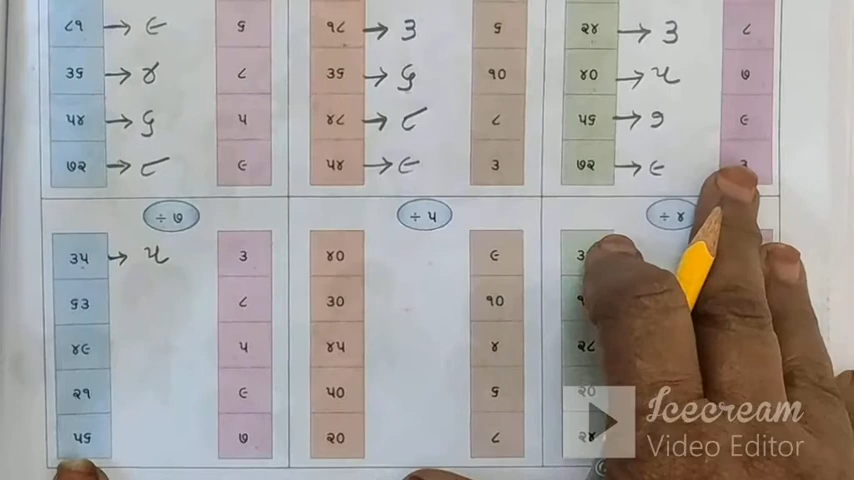 ૮૧ → ૯ ૬ ૧૮ → ૩ ૬ ૨૪ → ૩ ૮
૩૬ → ૪ ૮ ૩૬ → ૬ ૧૦ ૪૦ → ૫ ૭
૫૪ → ૬ ૫ ૪૮ → ૮ ૮ ૫૬ → ૭ ૯
૭૨ → ૮ ૯ ૫૪ → ૯ ૩ ૭૨ → ૯ ૩
÷ ૭ ÷ ૫ ÷ ૪
૩૫ → ૫ ૩ ૪૦ ૯
૬૩ ૮ ૩૦ ૧૦
૪૯ ૫ ૪૫ ૪ ૨૮
૨૧ ૯ ૫૦ ૬ ૨૦
૫૬ ૭ ૨૦ ૮ ૨૪
Icecream
Video Editor